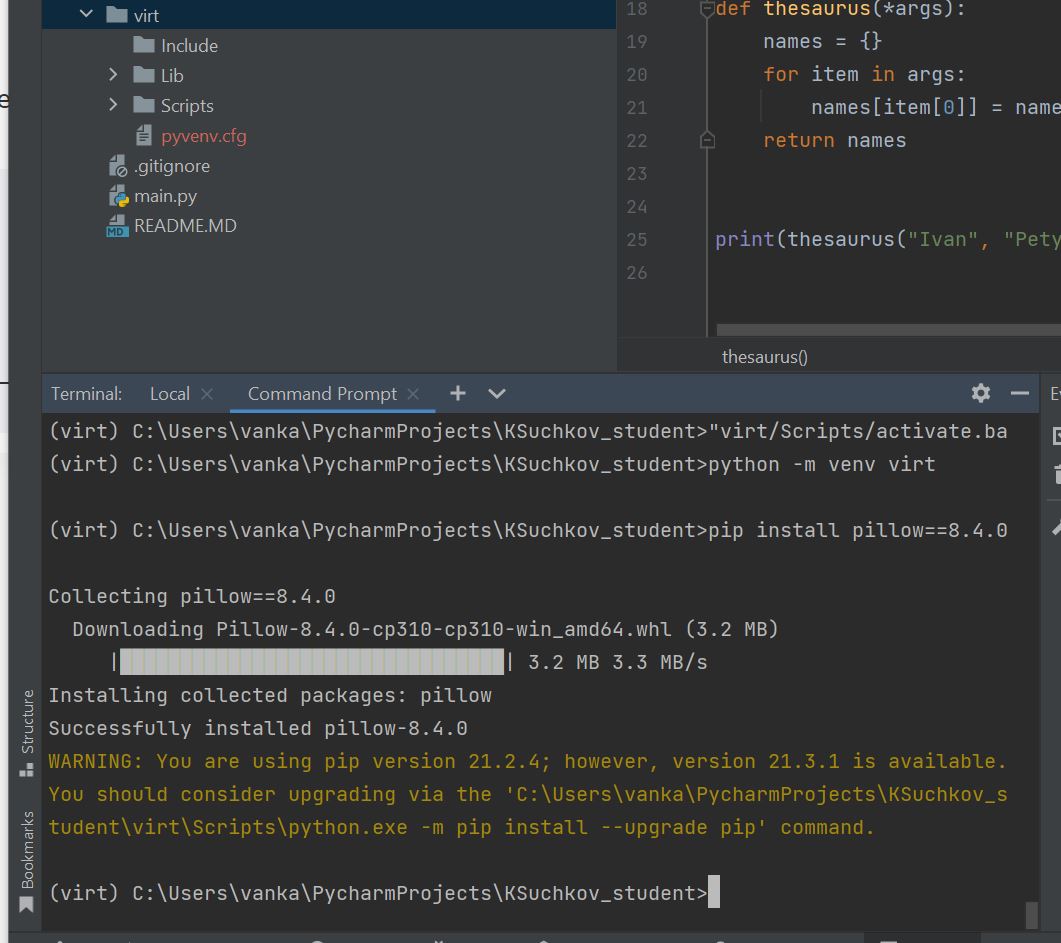 virt
Include
Lib
Scripts
pyvenv.cfg
.gitignore
main.py
README.MD
18 def thesaurus(*args):
19 names = {}
20 for item in args:
21 names[item[0]] = name
22 return names
23
24
25 print(thesaurus("Ivan", "Pety
26
thesaurus()
Terminal: Local Command Prompt
(virt) C:\Users\vanka\PycharmProjects\KSuchkov_student>"virt/Scripts/activate.ba
(virt) C:\Users\vanka\PycharmProjects\KSuchkov_student>python -m venv virt
(virt) C:\Users\vanka\PycharmProjects\KSuchkov_student>pip install pillow==8.4.0
Collecting pillow==8.4.0
Downloading Pillow-8.4.0-cp310-cp310-win_amd64.whl (3.2 MB)
| | 3.2 MB 3.3 MB/s
Installing collected packages: pillow
Successfully installed pillow-8.4.0
WARNING: You are using pip version 21.2.4; however, version 21.3.1 is available.
You should consider upgrading via the 'C:\Users\vanka\PycharmProjects\KSuchkov_s
tudent\virt\Scripts\python.exe -m pip install --upgrade pip' command.
(virt) C:\Users\vanka\PycharmProjects\KSuchkov_student>
Structure
Bookmarks